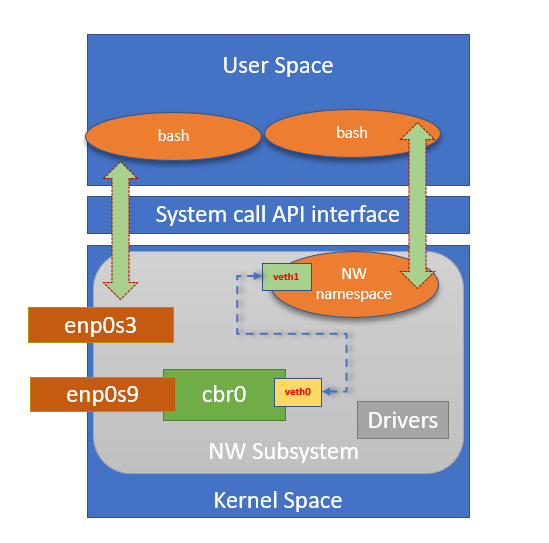 User Space
bash
bash
System call API interface
veth1
NW
namespace
enp0s3
enp0s9
cbr0
veth0
Drivers
NW Subsystem
Kernel Space